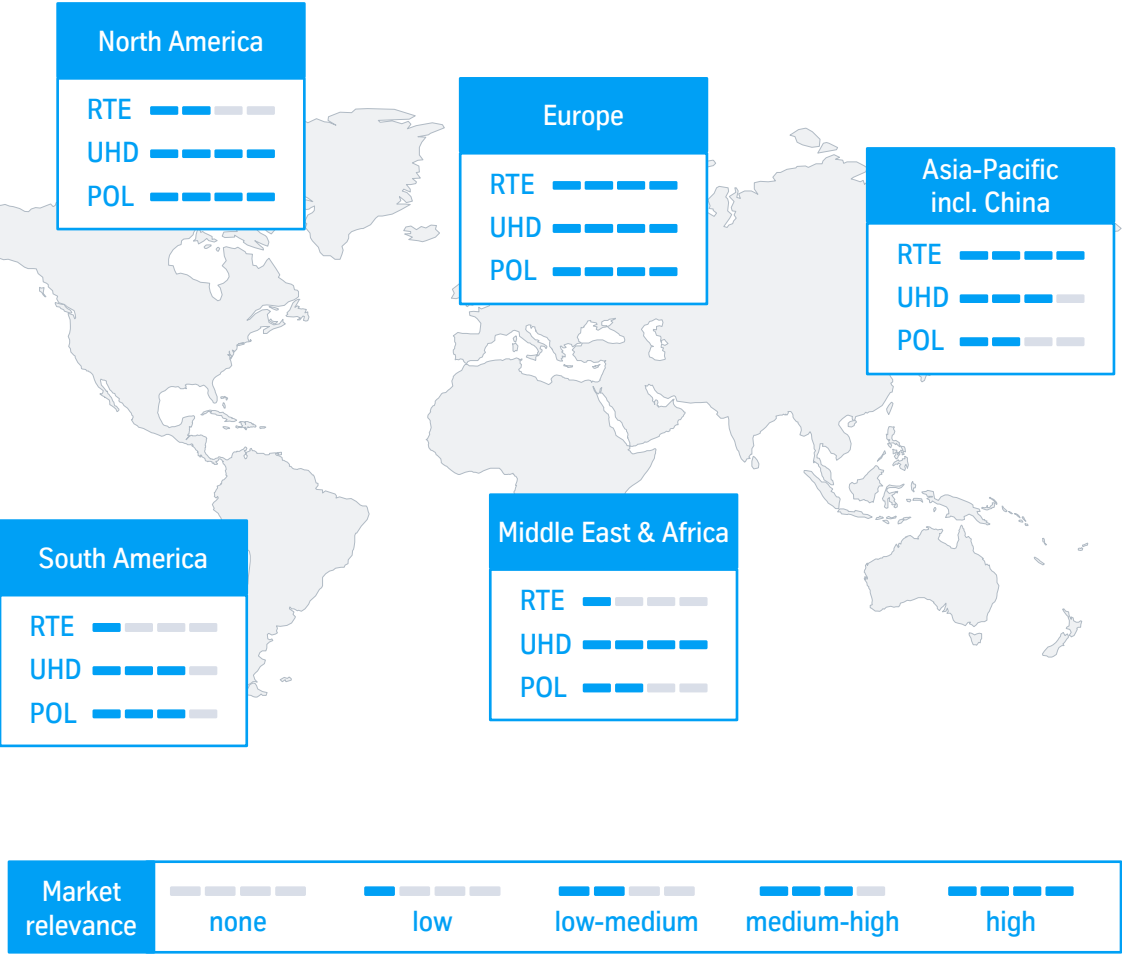 North America
RTE
UHD
POL
Europe
RTE
UHD
POL
Asia-Pacific
incl. China
RTE
UHD
POL
South America
RTE
UHD
POL
Middle East & Africa
RTE
UHD
POL
Market
relevance
none
low
low-medium
medium-high
high